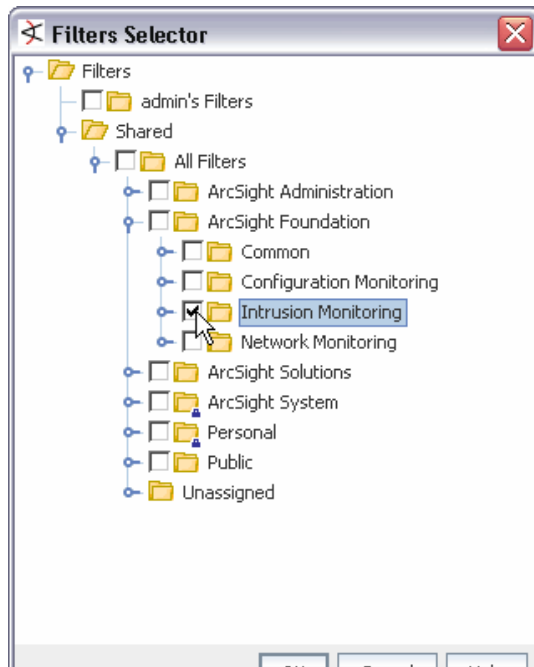 Filters Selector
Filters
admin's Filters
Shared
All Filters
ArcSight Administration
ArcSight Foundation
Common
Configuration Monitoring
Intrusion Monitoring
Network Monitoring
ArcSight Solutions
ArcSight System
Personal
Public
Unassigned